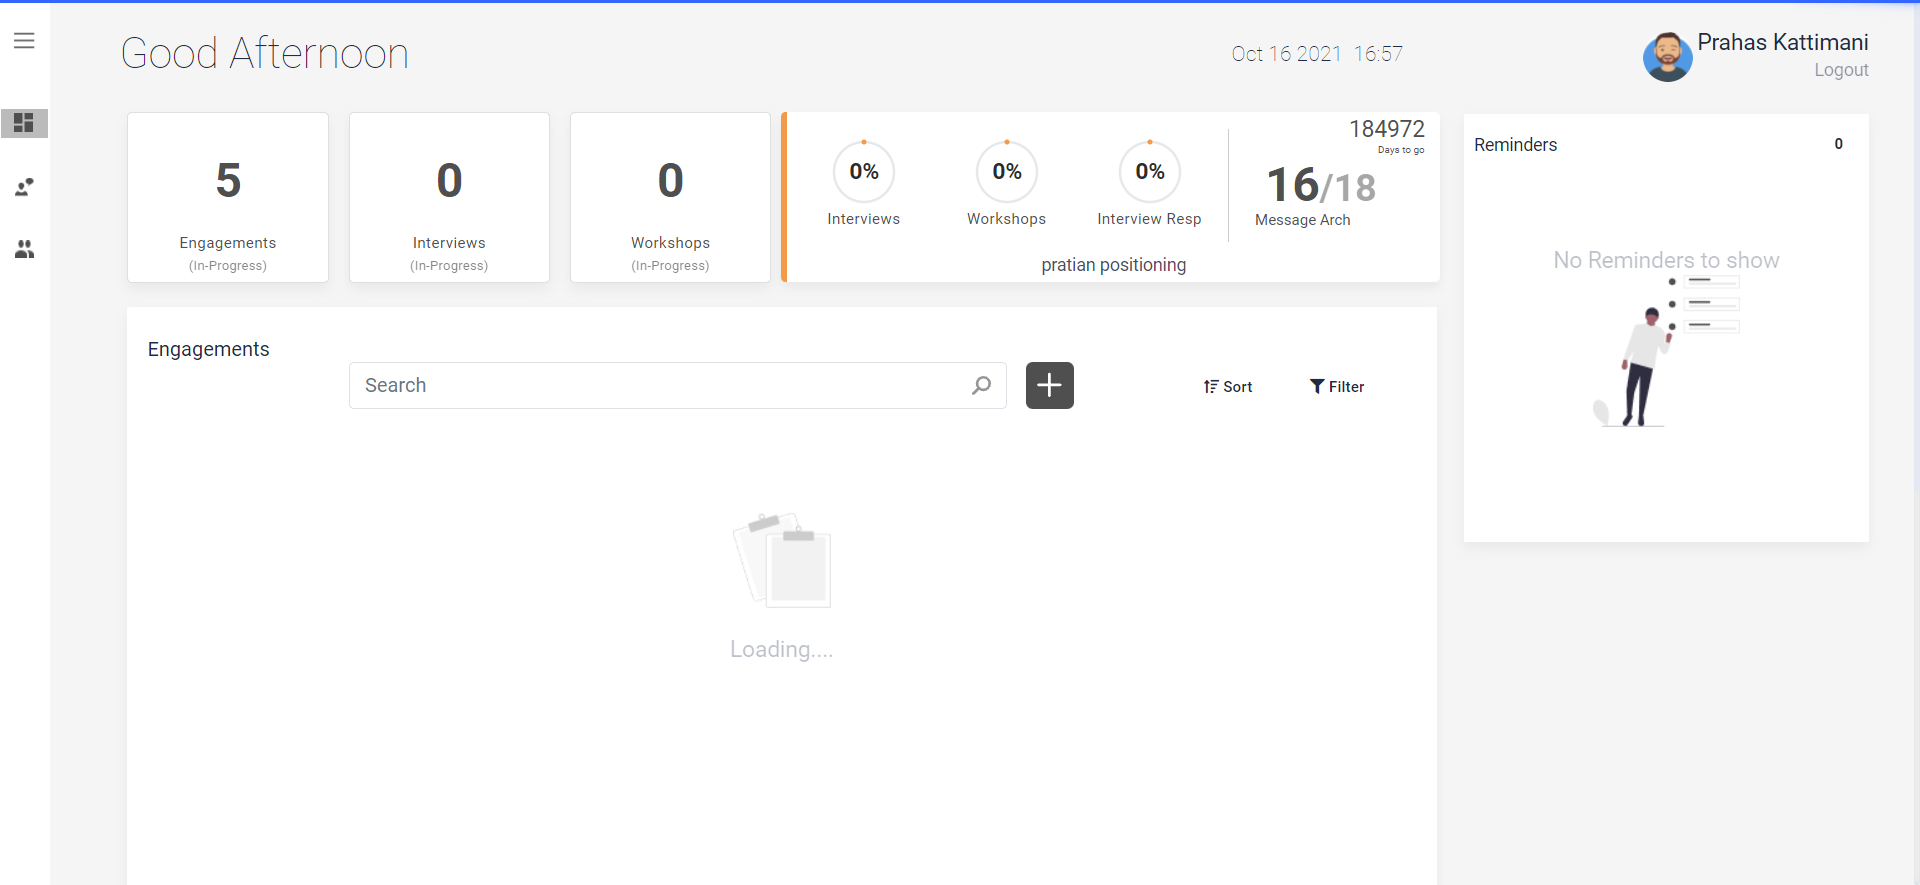 Good Afternoon
Oct 16 2021 16:57
Prahas Kattimani
Logout
5
Engagements
(In-Progress)
0
Interviews
(In-Progress)
0
Workshops
(In-Progress)
0%
Interviews
0%
Workshops
0%
Interview Resp
184972
Days to go
16/18
Message Arch
pratian positioning
Reminders 0
No Reminders to show
Engagements
Search
Sort
Filter
Loading....